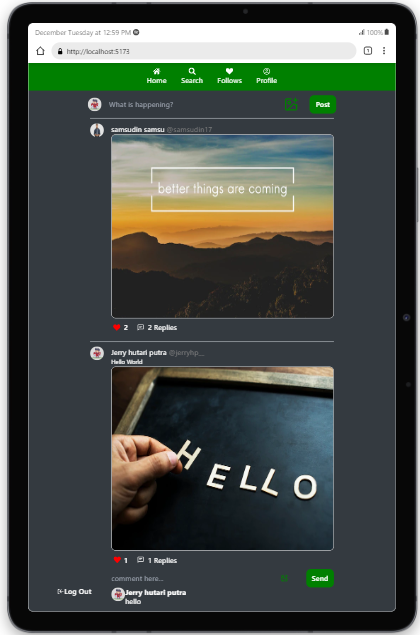 December Tuesday at 12:59 PM
100%
http://localhost:5173
1
Home Search Follows Profile
What is happening?
Post
samsudin samsu @samsudin17
better things are coming
2 2 Replies
Jerry hutari putra @jerryhp_
Hello World
HELLO
1 1 Replies
comment here...
Send
Log Out
Jerry hutari putra
hello